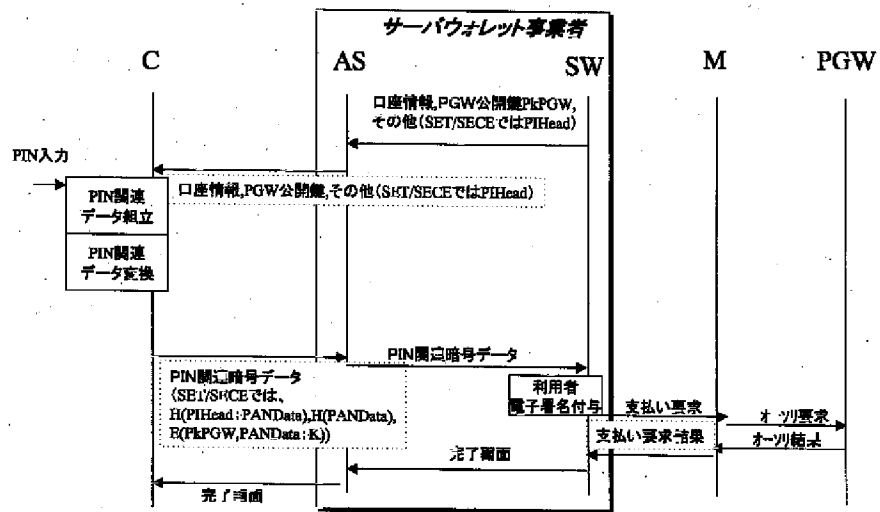 サーバウォレット事業者
C
AS
SW
M
PGW
口座情報,PGW公開鍵PkPGW,
その他(SET/SECEではPIHead)
PIN入力
口座情報,PGW公開鍵,その他(SET/SECEではPIHead)
PIN関連
データ組立
PIN関連
データ変換
PIN関連暗号データ
PIN関連暗号データ
(SET/SECEでは、
H(PIHead:PANData),H(PANData),
E(PkPGW,PANData:K))
利用者
電子署名付与
支払い要求
オーソリ要求
支払い要求結果
オーソリ結果
完了画面
完了画面